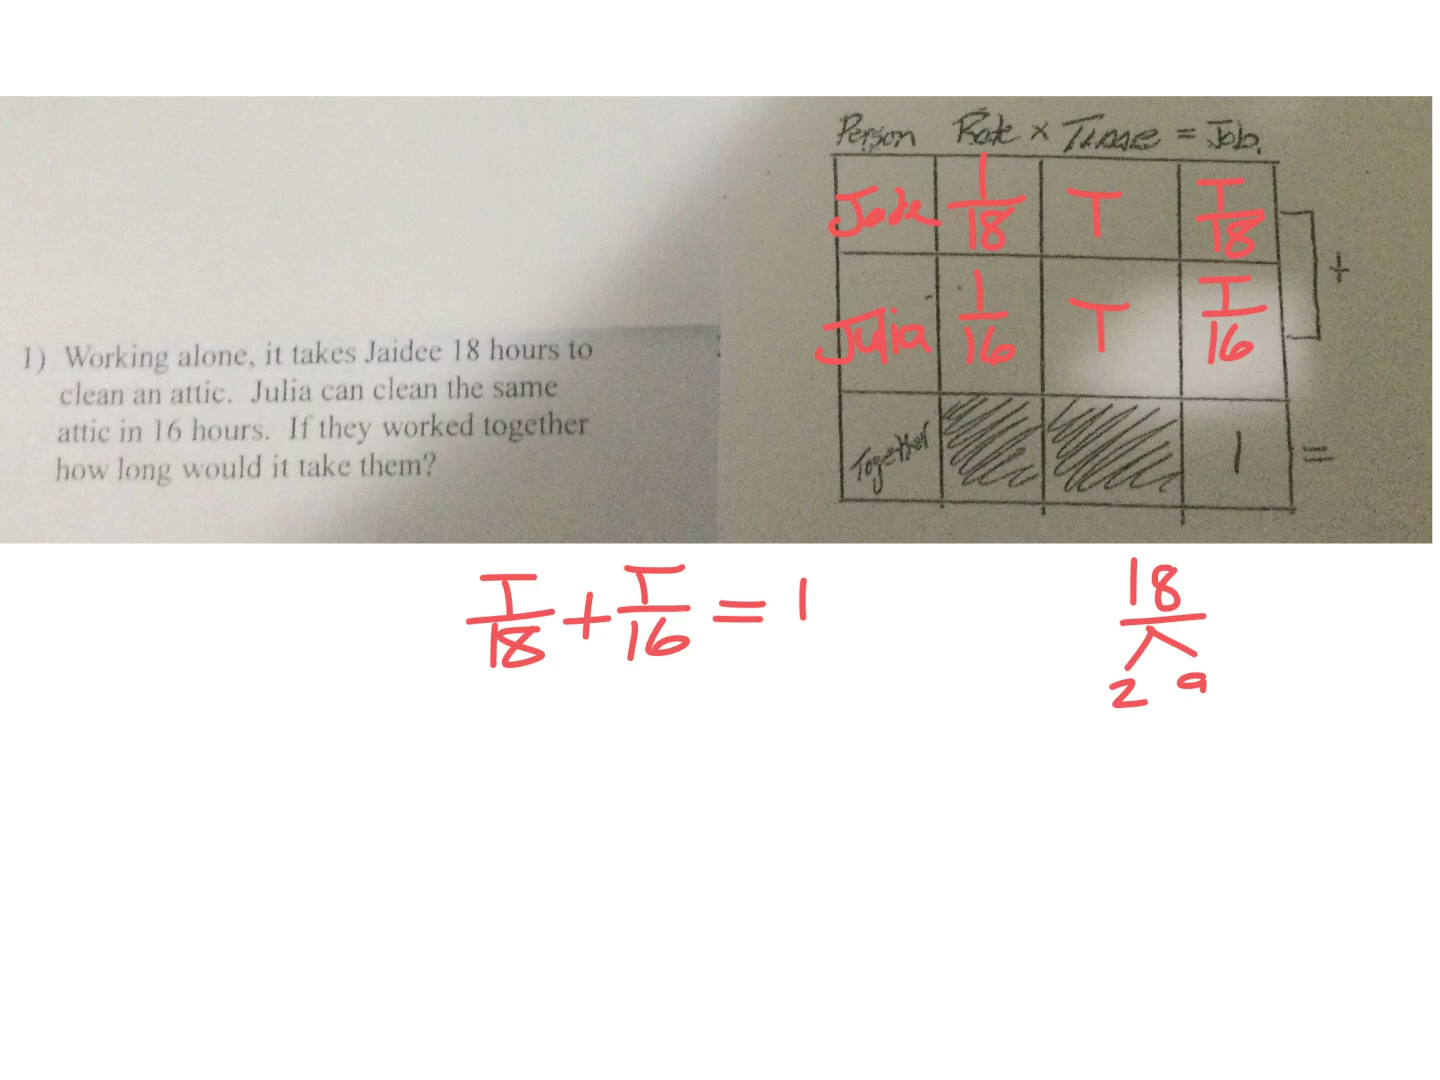 1) Working alone, it takes Jaidee 18 hours to
clean an attic. Julia can clean the same
attic in 16 hours. If they worked together
how long would it take them?
Person Rate × Time = Job.
Jade 1/18 T T/18
+
Julia 1/16 T T/16
Together 1 =
T/18 + T/16 = 1
18
2 9